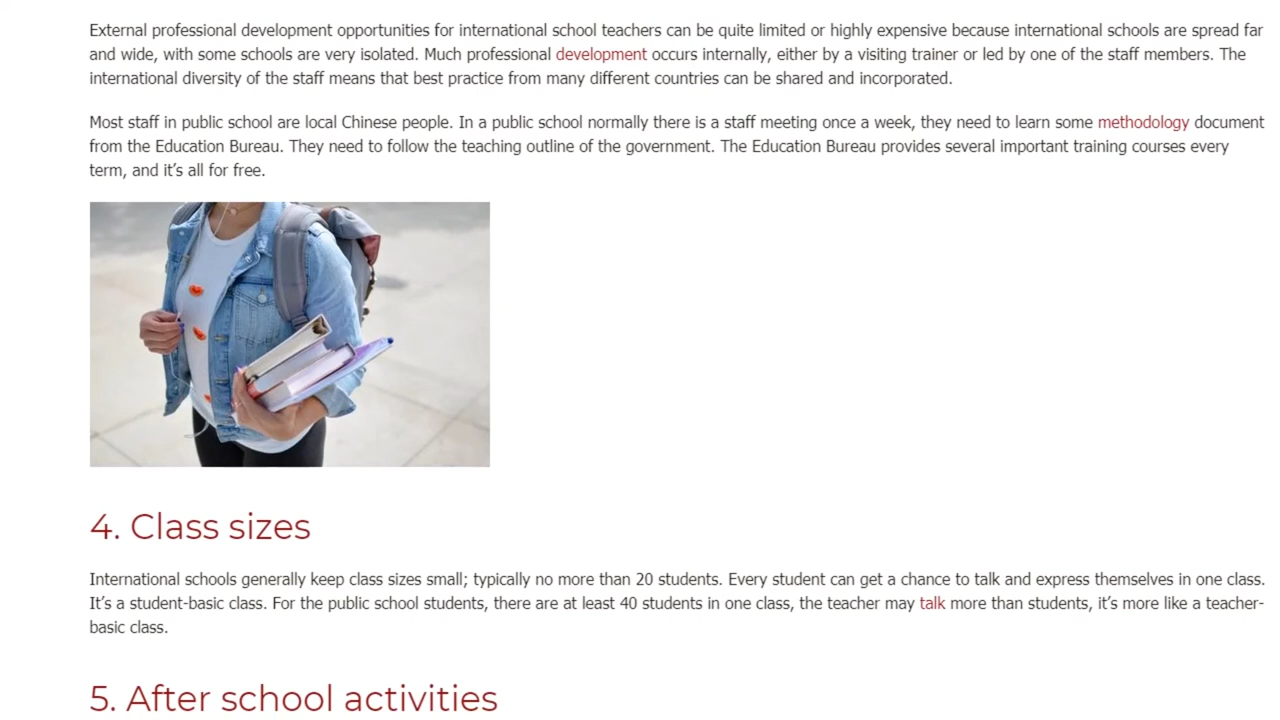 External professional development opportunities for international school teachers can be quite limited or highly expensive because international schools are spread far
and wide, with some schools are very isolated. Much professional development occurs internally, either by a visiting trainer or led by one of the staff members. The
international diversity of the staff means that best practice from many different countries can be shared and incorporated.
Most staff in public school are local Chinese people. In a public school normally there is a staff meeting once a week, they need to learn some methodology document
from the Education Bureau. They need to follow the teaching outline of the government. The Education Bureau provides several important training courses every
term, and it’s all for free.
4. Class sizes
International schools generally keep class sizes small; typically no more than 20 students. Every student can get a chance to talk and express themselves in one class.
It’s a student-basic class. For the public school students, there are at least 40 students in one class, the teacher may talk more than students, it’s more like a teacher-
basic class.
5. After school activities